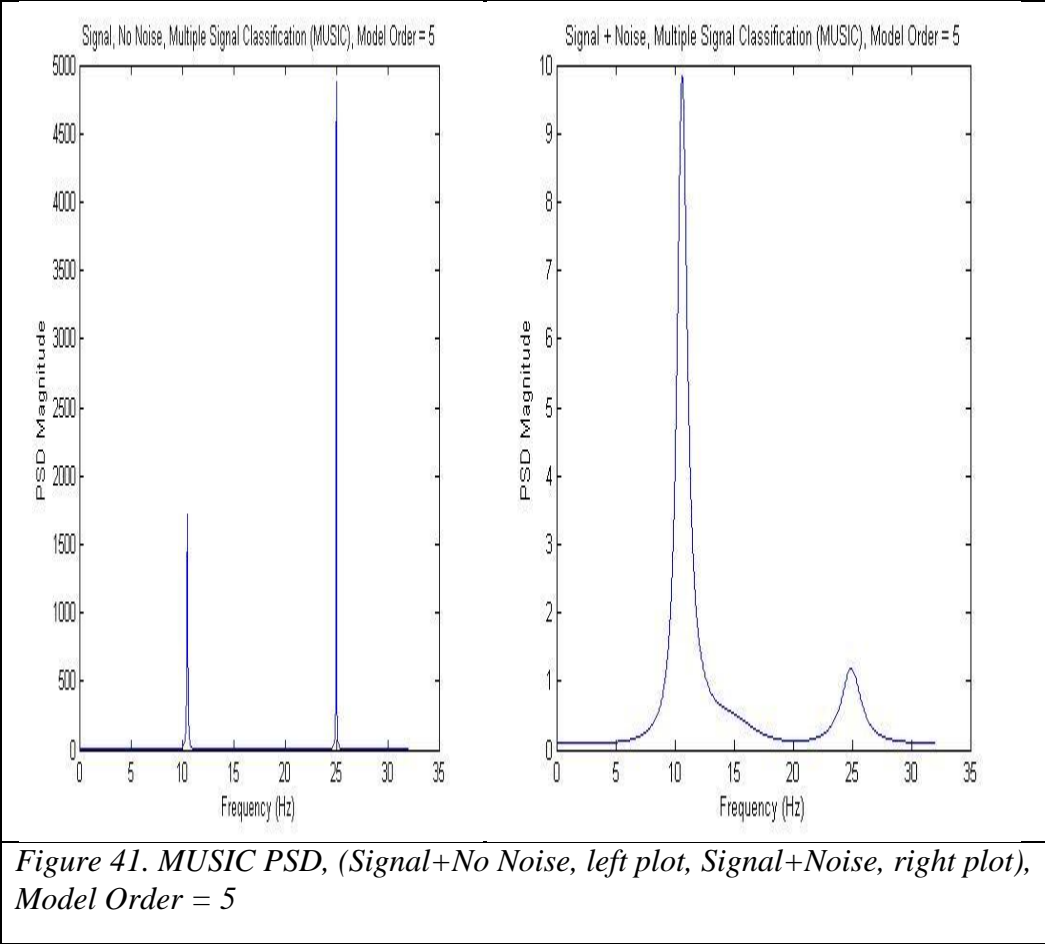 Signal, No Noise, Multiple Signal Classification (MUSIC), Model Order = 5
5000
4500
4000
3500
3000
2500
2000
1500
1000
500
0
PSD Magnitude
0 5 10 15 20 25 30 35
Frequency (Hz)
Signal + Noise, Multiple Signal Classification (MUSIC), Model Order = 5
10
9
8
7
6
5
4
3
2
1
0
PSD Magnitude
0 5 10 15 20 25 30 35
Frequency (Hz)
Figure 41. MUSIC PSD, (Signal+No Noise, left plot, Signal+Noise, right plot),
Model Order = 5